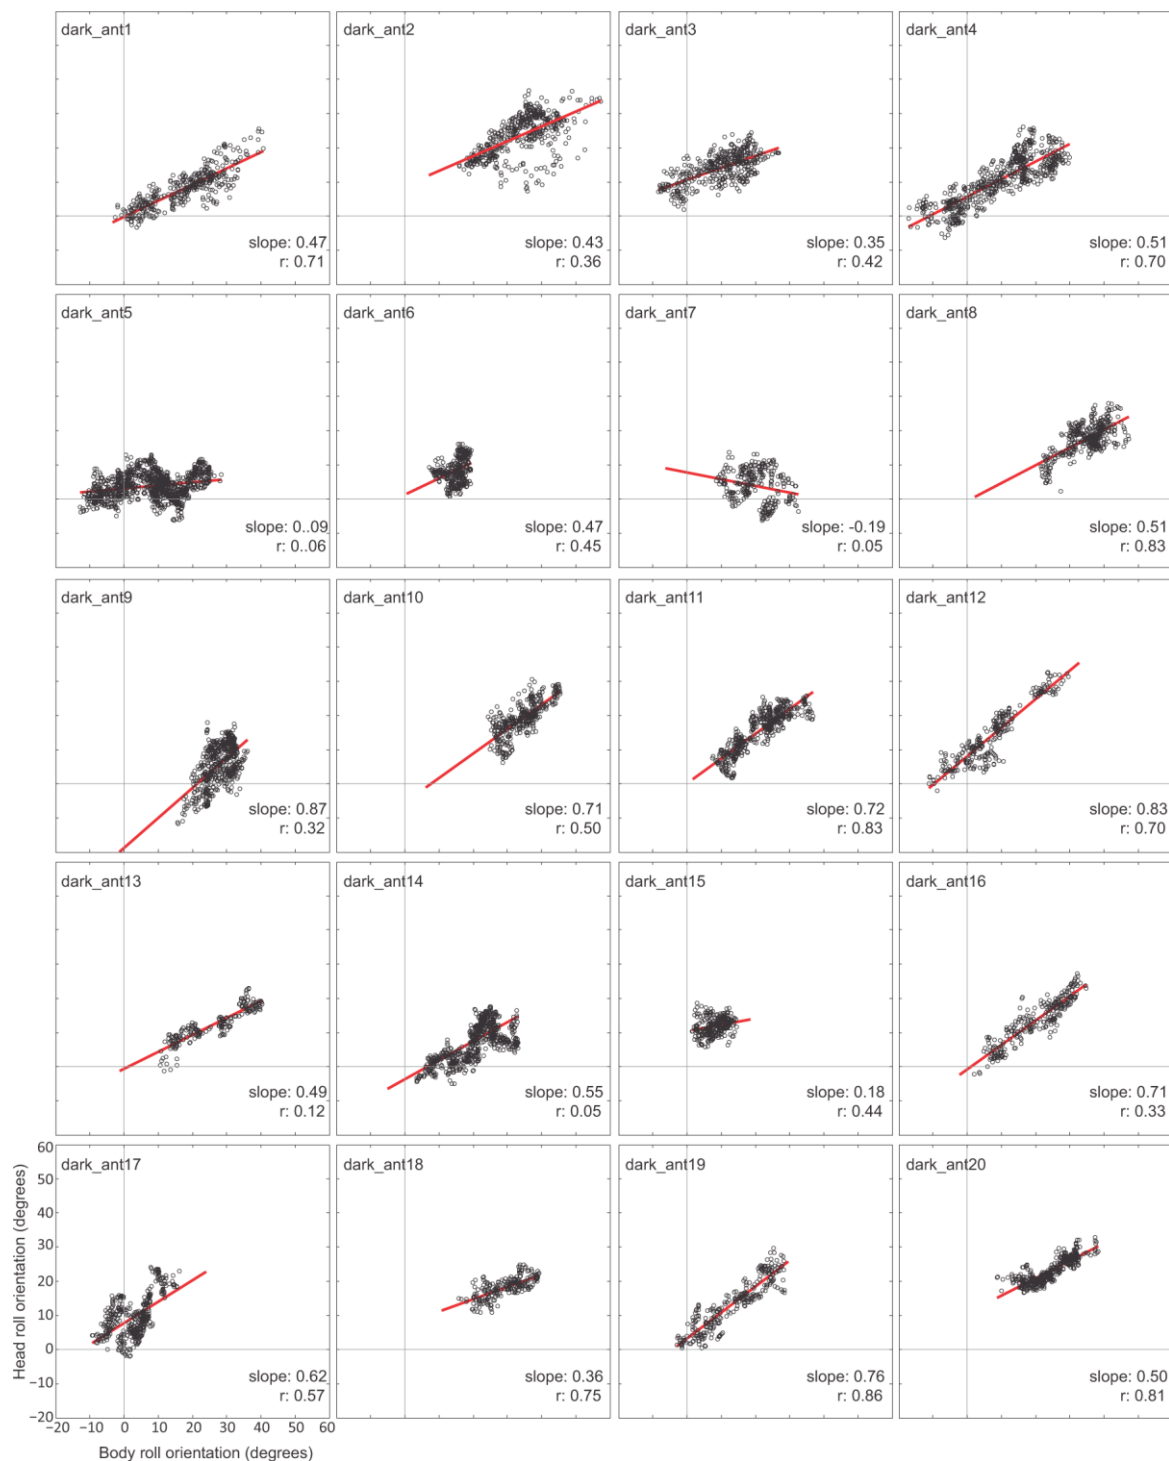 dark_ant1
dark_ant2
dark_ant3
dark_ant4
slope: 0.47
r: 0.71
slope: 0.43
r: 0.36
slope: 0.35
r: 0.42
slope: 0.51
r: 0.70
dark_ant5
dark_ant6
dark_ant7
dark_ant8
slope: 0..09
r: 0..06
slope: 0.47
r: 0.45
slope: -0.19
r: 0.05
slope: 0.51
r: 0.83
dark_ant9
dark_ant10
dark_ant11
dark_ant12
slope: 0.87
r: 0.32
slope: 0.71
r: 0.50
slope: 0.72
r: 0.83
slope: 0.83
r: 0.70
dark_ant13
dark_ant14
dark_ant15
dark_ant16
slope: 0.49
r: 0.12
slope: 0.55
r: 0.05
slope: 0.18
r: 0.44
slope: 0.71
r: 0.33
dark_ant17
dark_ant18
dark_ant19
dark_ant20
slope: 0.62
r: 0.57
slope: 0.36
r: 0.75
slope: 0.76
r: 0.86
slope: 0.50
r: 0.81
Head roll orientation (degrees)
60
50
40
30
20
10
0
−10
−20
−20 −10 0 10 20 30 40 60
Body roll orientation (degrees)